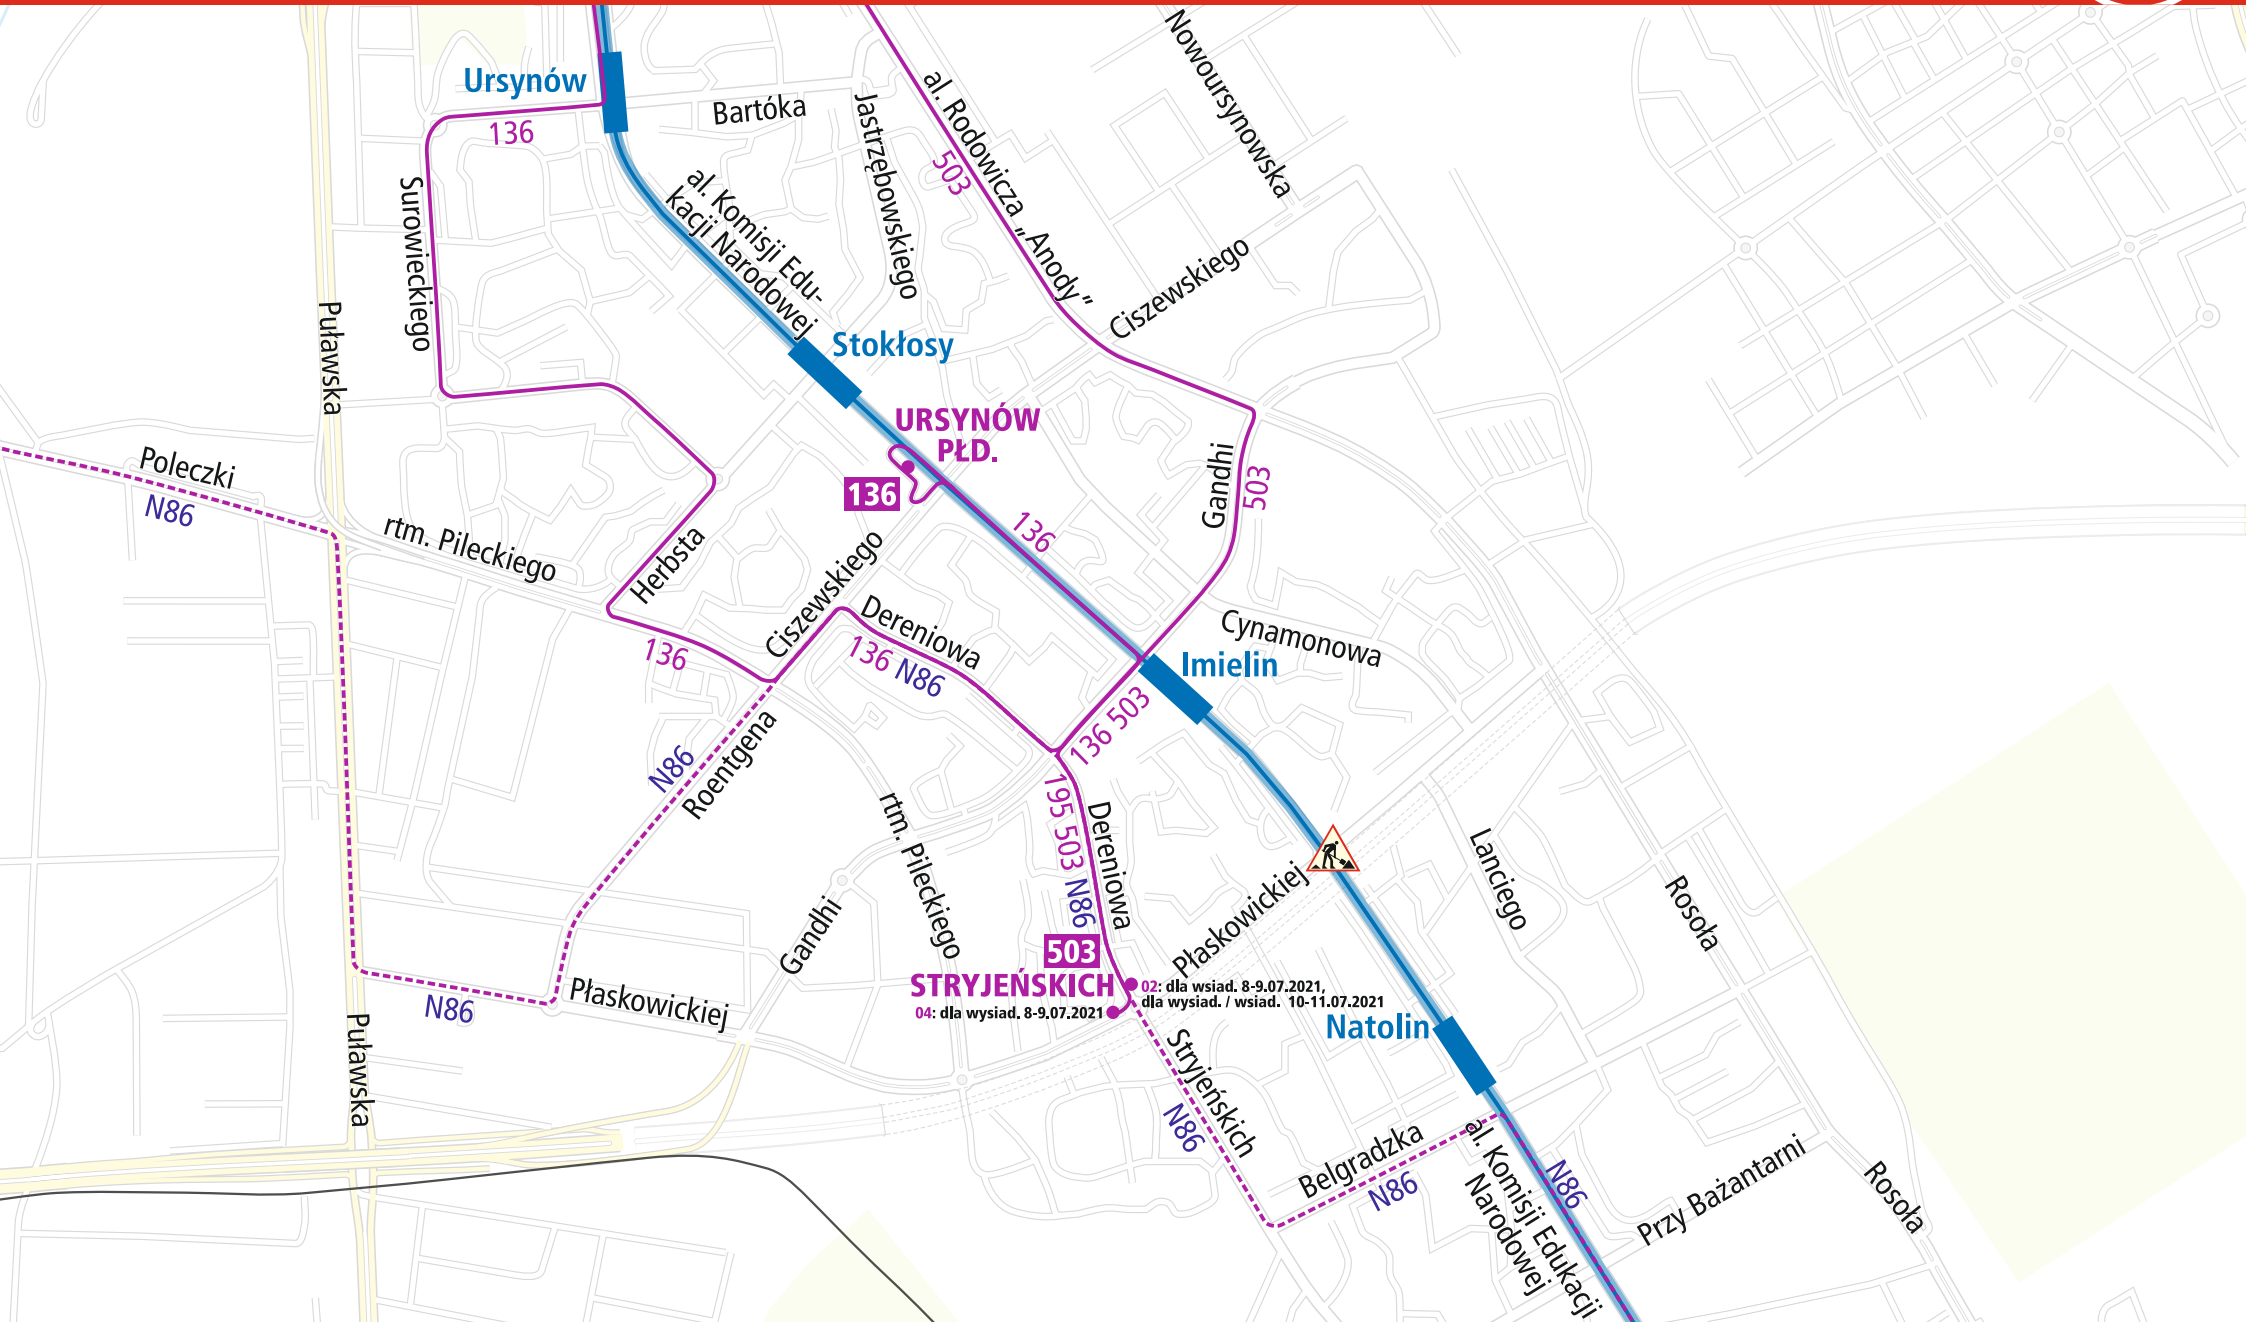 Ursynów
136
Bartóka
Jastrzębowskiego
al. Rodowicza „Anody”
503
Nowoursynowska
Surowieckiego
al. Komisji Edu-
kacji Narodowej
Ciszewskiego
Puławska
Stokłosy
URSYNÓW
PŁD.
136
Poleczki
N86
rtm. Pileckiego
Herbsta
136
Ciszewskiego
136
Gandhi
503
Dereniowa
136 N86
Cynamonowa
Imielin
136 503
N86
Roentgena
195 503 N86
Dereniowa
rtm. Pileckiego
Gandhi
Płaskowickiej
Lanciego
Rosoła
503
STRYJEŃSKICH
02: dla wsiad. 8-9.07.2021,
dla wysiad. / wsiad. 10-11.07.2021
04: dla wysiad. 8-9.07.2021
Natolin
N86
Płaskowickiej
Puławska
Stryjeńskich
N86
Belgradzka
N86
al. Komisji Edukacji
Narodowej
N86
Przy Bażantarni
Rosoła